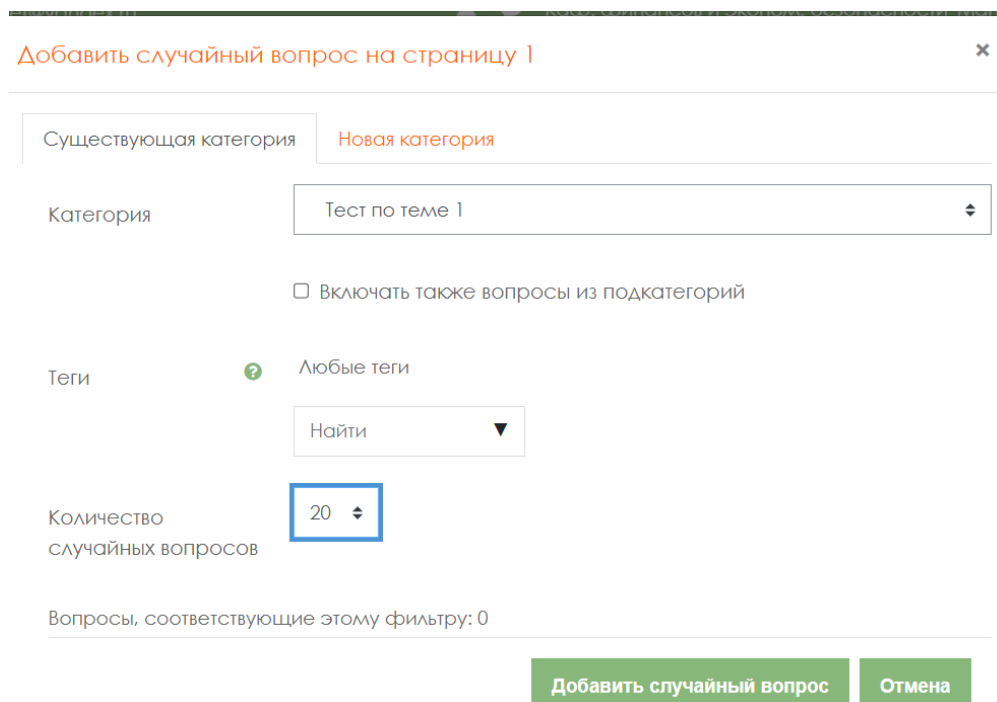 Добавить случайный вопрос на страницу 1
×
Существующая категория
Новая категория
Категория
Тест по теме 1
Включать также вопросы из подкатегорий
Теги
?
Любые теги
Найти ▼
Количество
случайных вопросов
20
Вопросы, соответствующие этому фильтру: 0
Добавить случайный вопрос
Отмена